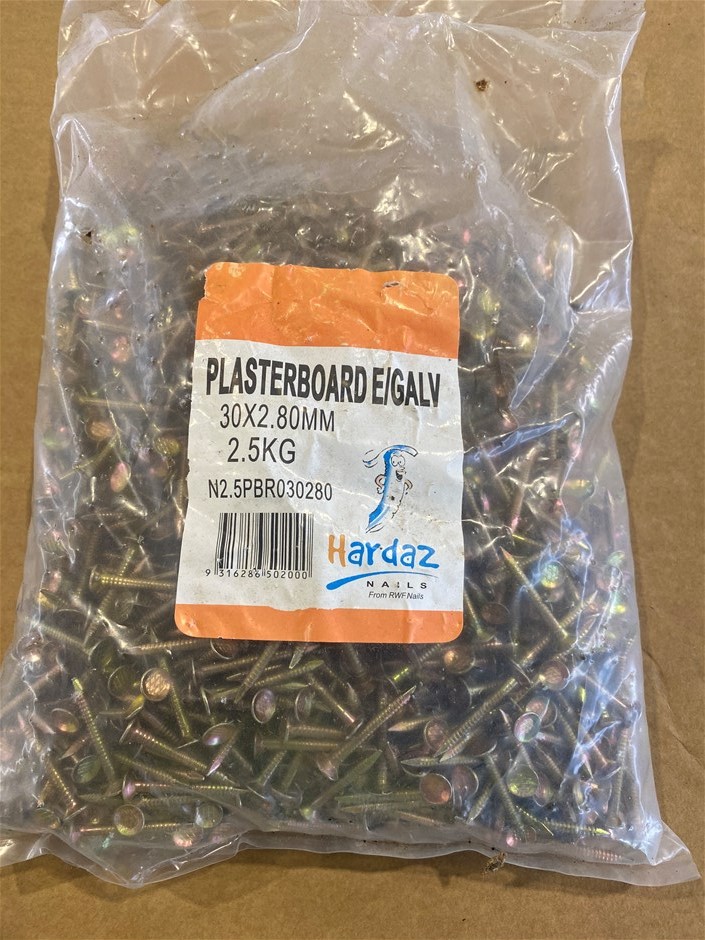 PLASTERBOARD E/GALV
30X2.80MM
2.5KG
N2.5PBR030280
9 316286 502000
Hardaz
NAILS
From RWF Nails